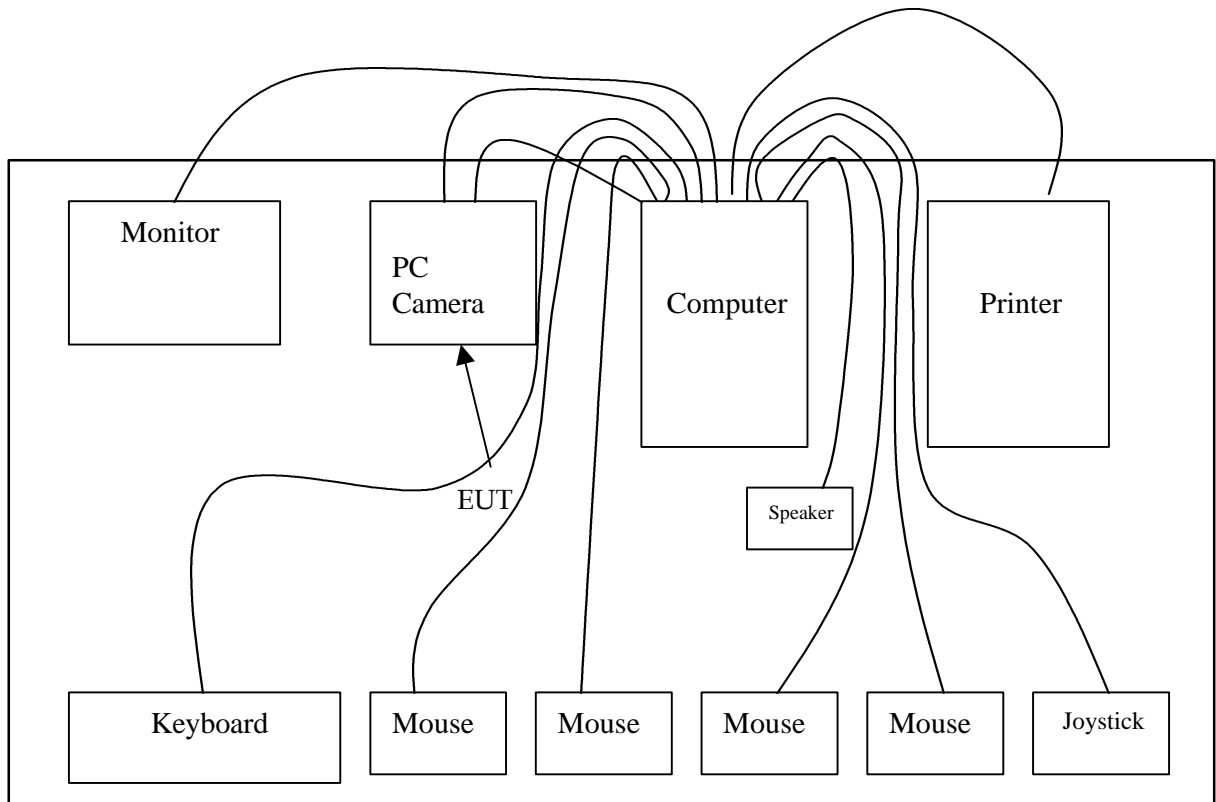 Monitor
PC
Camera
Computer
Printer
EUT
Speaker
Keyboard
Mouse
Mouse
Mouse
Mouse
Joystick